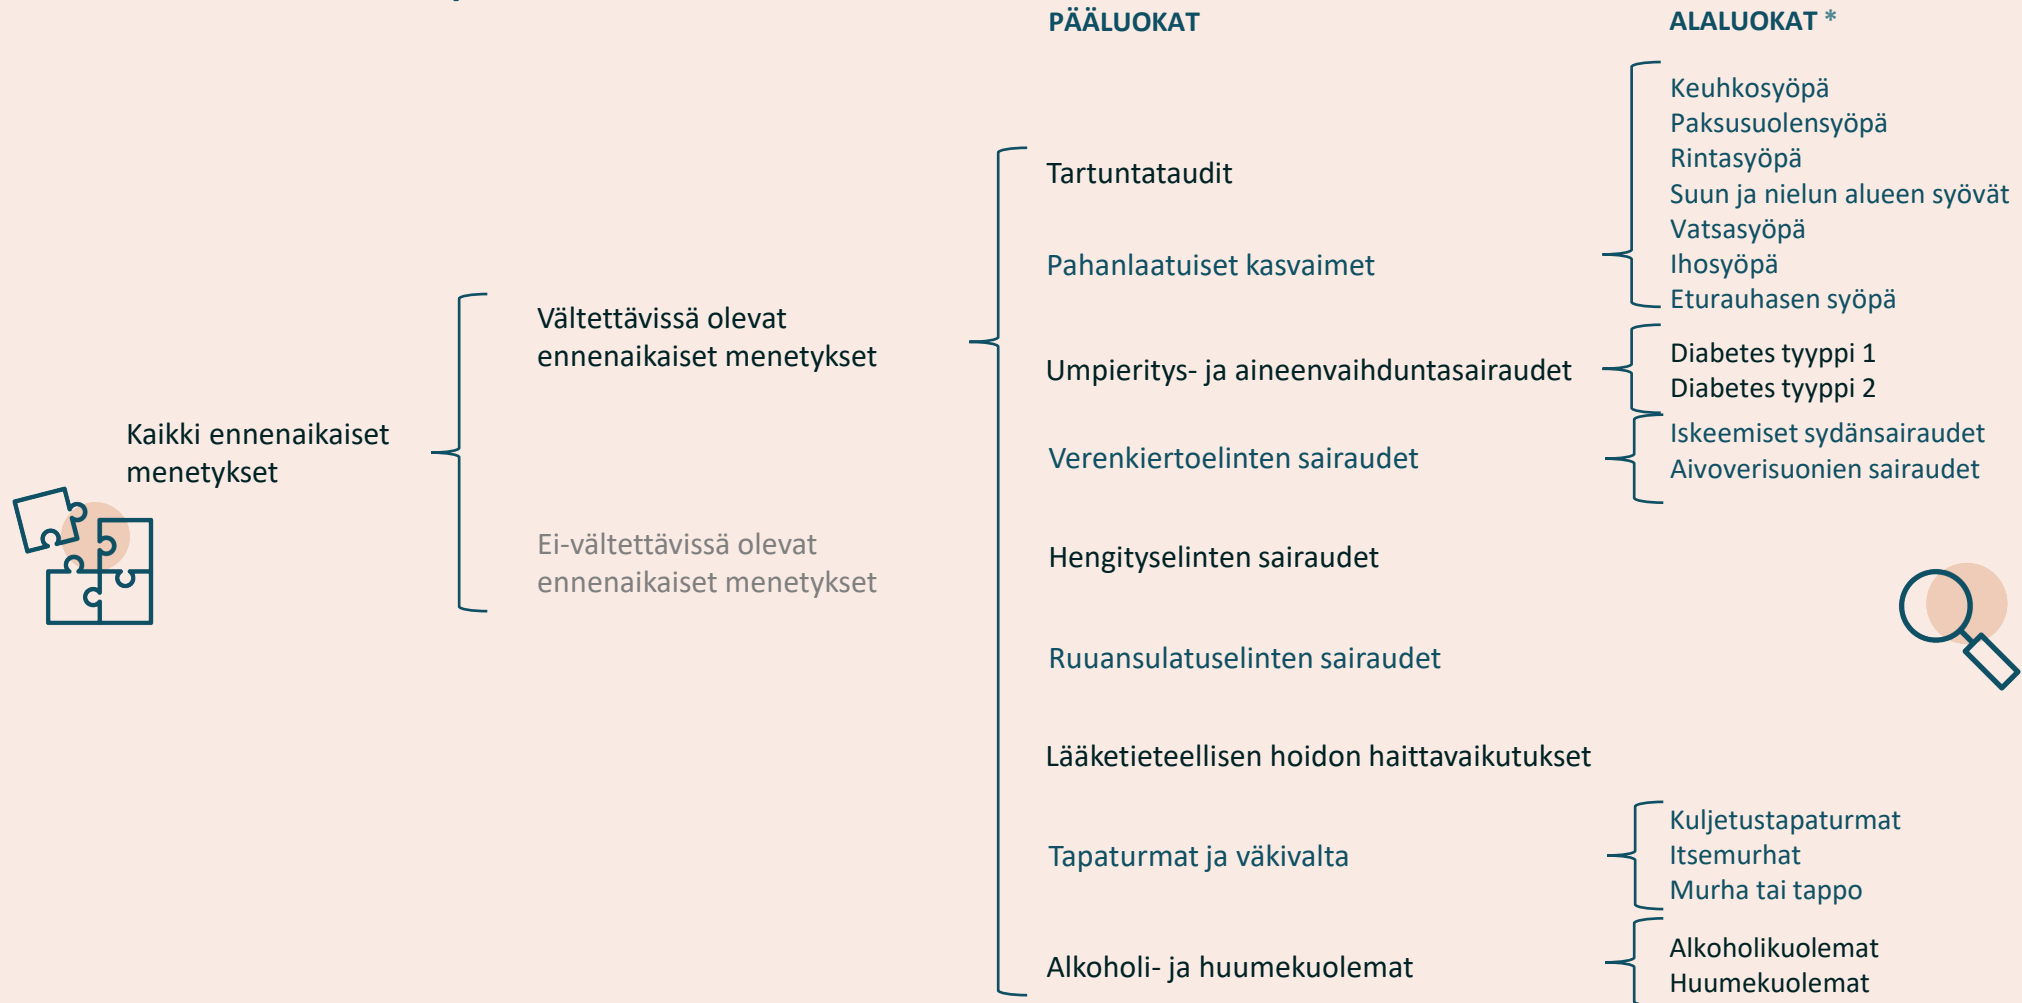 PÄÄLUOKAT
ALALUOKAT *
Kaikki ennenaikaiset
menetykset
Vältettävissä olevat
ennenaikaiset menetykset
Ei-vältettävissä olevat
ennenaikaiset menetykset
Tartuntataudit
Pahanlaatuiset kasvaimet
Keuhkosyöpä
Paksusuolensyöpä
Rintasyöpä
Suun ja nielun alueen syövät
Vatsasyöpä
Ihosyöpä
Eturauhasen syöpä
Umpieritys- ja aineenvaihduntasairaudet
Diabetes tyyppi 1
Diabetes tyyppi 2
Verenkiertoelinten sairaudet
Iskeemiset sydänsairaudet
Aivoverisuonien sairaudet
Hengityselinten sairaudet
Ruuansulatuselinten sairaudet
Lääketieteellisen hoidon haittavaikutukset
Tapaturmat ja väkivalta
Kuljetustapaturmat
Itsemurhat
Murha tai tappo
Alkoholi- ja huumekuolemat
Alkoholikuolemat
Huumekuolemat